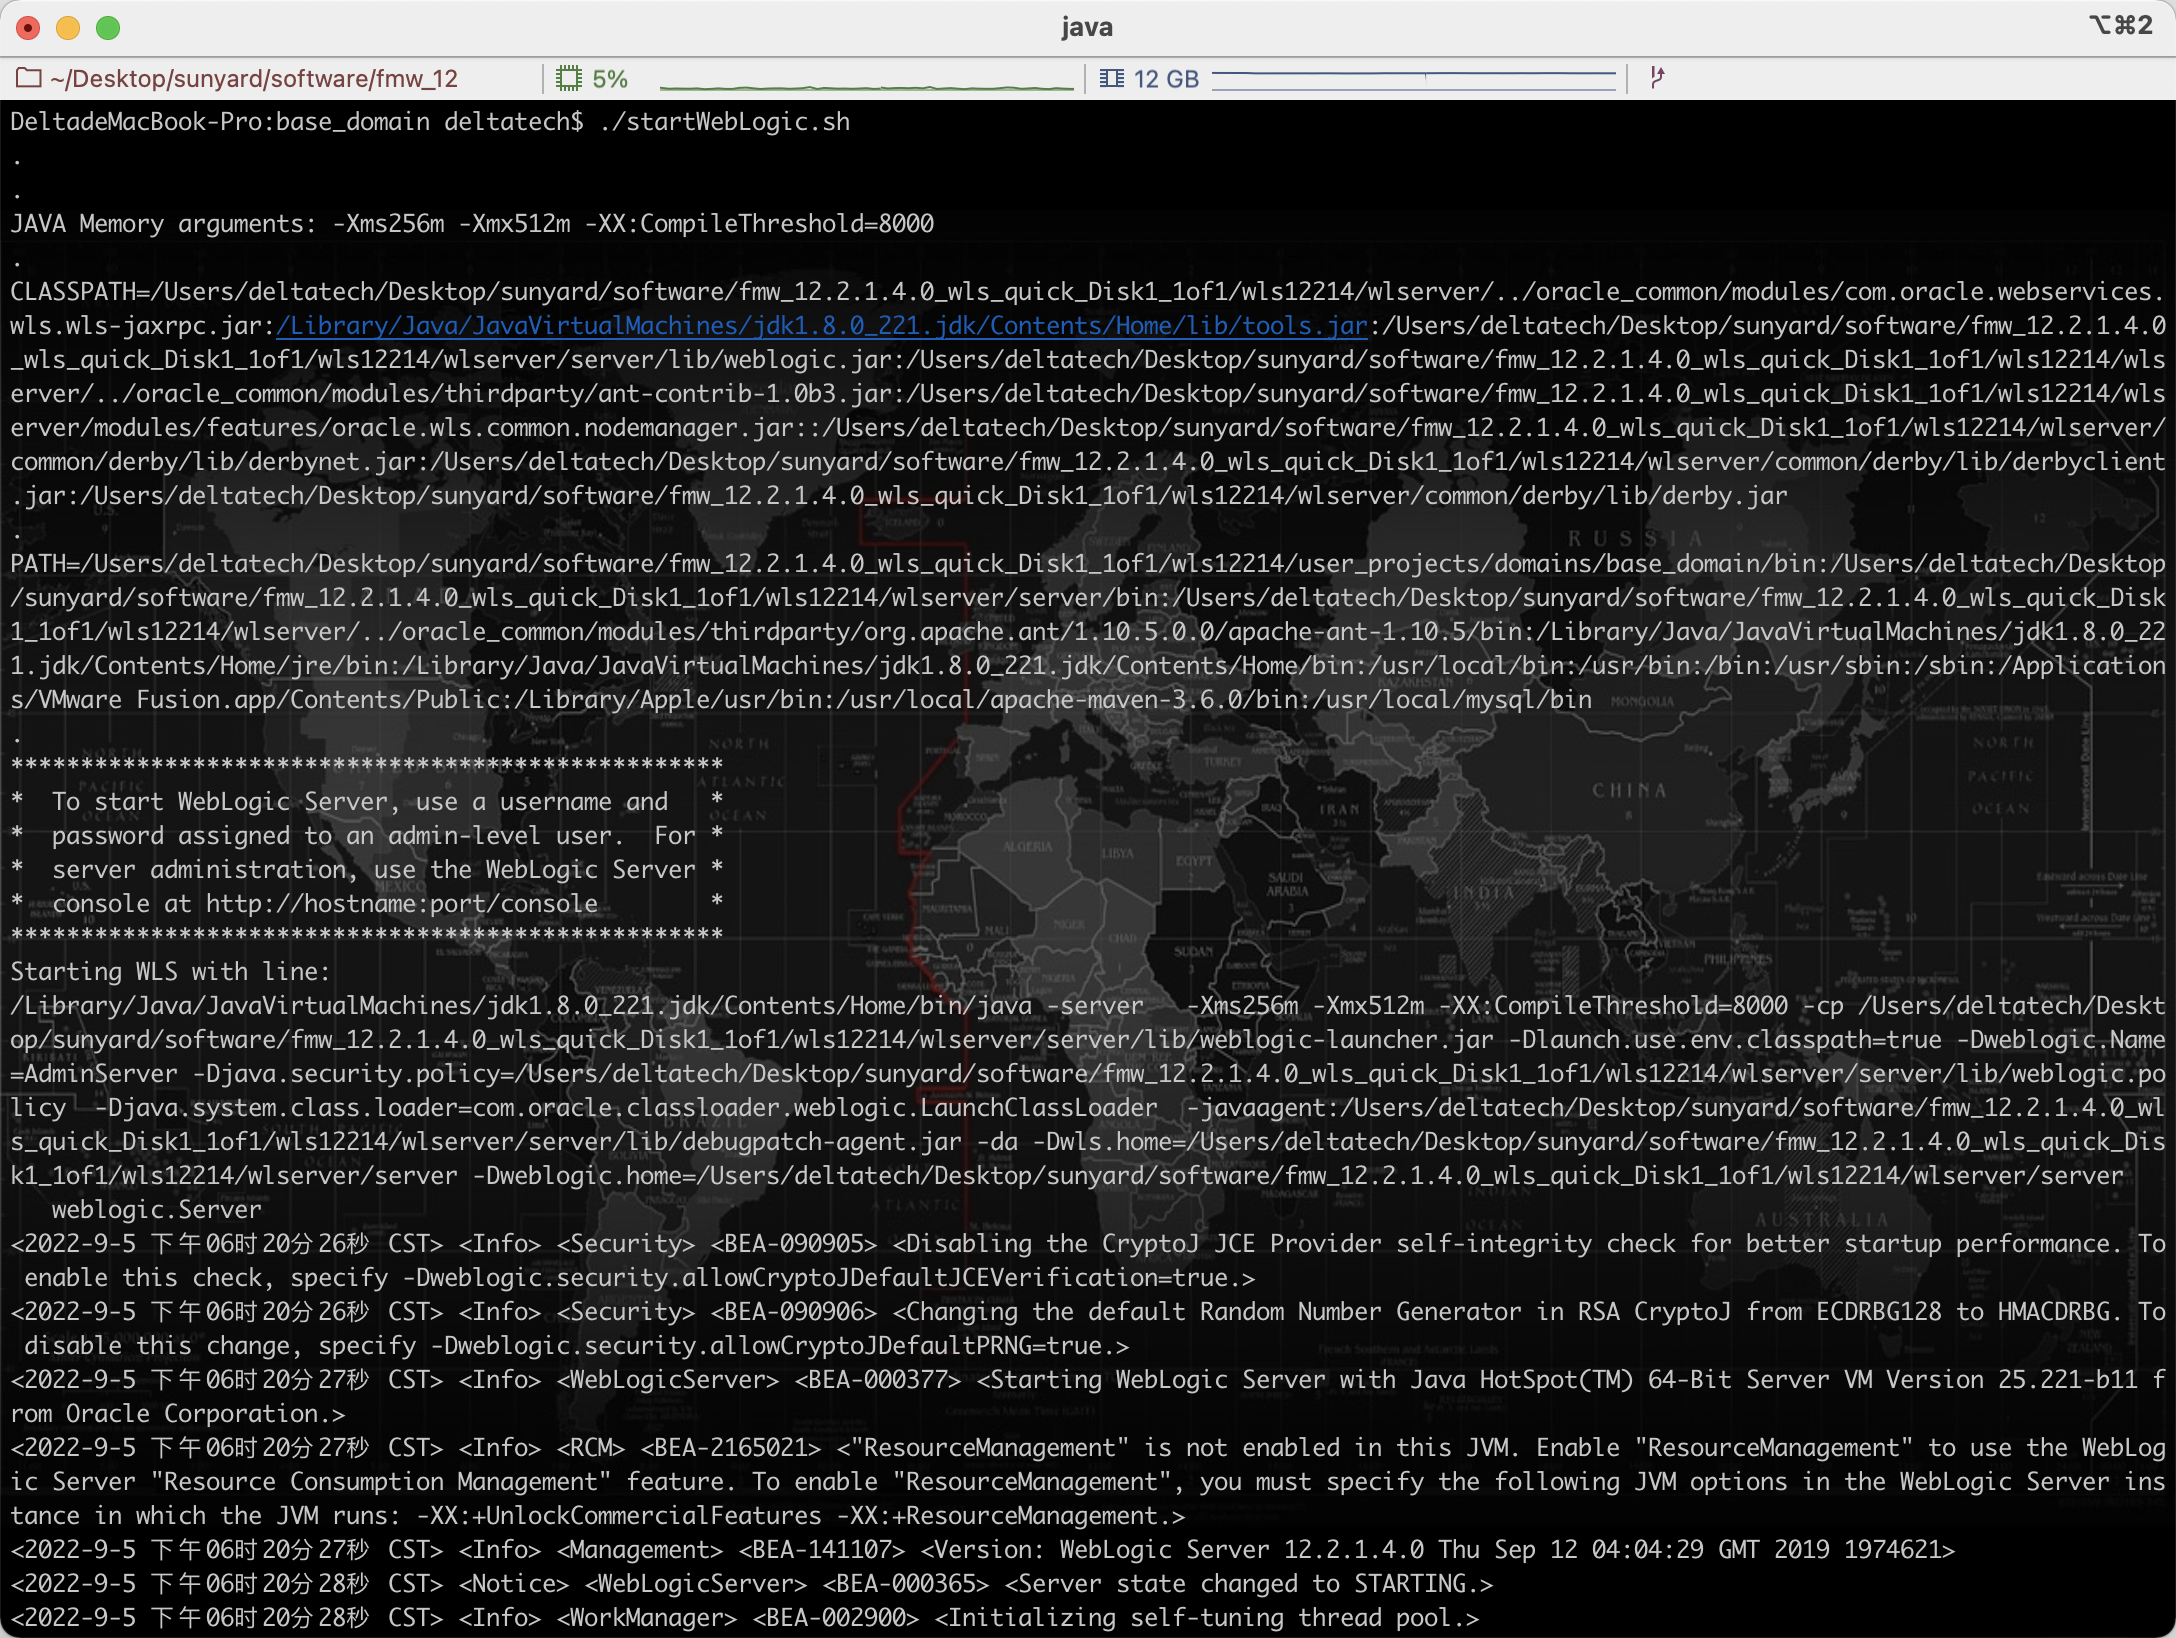 java
⌥⌘2
~/Desktop/sunyard/software/fmw_12
5%
12 GB
DeltadeMacBook-Pro:base_domain deltatech$ ./startWebLogic.sh
.
.
JAVA Memory arguments: -Xms256m -Xmx512m -XX:CompileThreshold=8000
.
CLASSPATH=/Users/deltatech/Desktop/sunyard/software/fmw_12.2.1.4.0_wls_quick_Disk1_1of1/wls12214/wlserver/../oracle_common/modules/com.oracle.webservices.
wls.wls-jaxrpc.jar:/Library/Java/JavaVirtualMachines/jdk1.8.0_221.jdk/Contents/Home/lib/tools.jar:/Users/deltatech/Desktop/sunyard/software/fmw_12.2.1.4.0
_wls_quick_Disk1_1of1/wls12214/wlserver/server/lib/weblogic.jar:/Users/deltatech/Desktop/sunyard/software/fmw_12.2.1.4.0_wls_quick_Disk1_1of1/wls12214/wls
erver/../oracle_common/modules/thirdparty/ant-contrib-1.0b3.jar:/Users/deltatech/Desktop/sunyard/software/fmw_12.2.1.4.0_wls_quick_Disk1_1of1/wls12214/wls
erver/modules/features/oracle.wls.common.nodemanager.jar::/Users/deltatech/Desktop/sunyard/software/fmw_12.2.1.4.0_wls_quick_Disk1_1of1/wls12214/wlserver/
common/derby/lib/derbynet.jar:/Users/deltatech/Desktop/sunyard/software/fmw_12.2.1.4.0_wls_quick_Disk1_1of1/wls12214/wlserver/common/derby/lib/derbyclient
.jar:/Users/deltatech/Desktop/sunyard/software/fmw_12.2.1.4.0_wls_quick_Disk1_1of1/wls12214/wlserver/common/derby/lib/derby.jar
.
PATH=/Users/deltatech/Desktop/sunyard/software/fmw_12.2.1.4.0_wls_quick_Disk1_1of1/wls12214/user_projects/domains/base_domain/bin:/Users/deltatech/Desktop
/sunyard/software/fmw_12.2.1.4.0_wls_quick_Disk1_1of1/wls12214/wlserver/server/bin:/Users/deltatech/Desktop/sunyard/software/fmw_12.2.1.4.0_wls_quick_Disk
1_1of1/wls12214/wlserver/../oracle_common/modules/thirdparty/org.apache.ant/1.10.5.0.0/apache-ant-1.10.5/bin:/Library/Java/JavaVirtualMachines/jdk1.8.0_22
1.jdk/Contents/Home/jre/bin:/Library/Java/JavaVirtualMachines/jdk1.8.0_221.jdk/Contents/Home/bin:/usr/local/bin:/usr/bin:/bin:/usr/sbin:/sbin:/Application
s/VMware Fusion.app/Contents/Public:/Library/Apple/usr/bin:/usr/local/apache-maven-3.6.0/bin:/usr/local/mysql/bin
.
***************************************************
*  To start WebLogic Server, use a username and   *
*  password assigned to an admin-level user.  For *
*  server administration, use the WebLogic Server *
*  console at http://hostname:port/console        *
***************************************************
Starting WLS with line:
/Library/Java/JavaVirtualMachines/jdk1.8.0_221.jdk/Contents/Home/bin/java -server   -Xms256m -Xmx512m -XX:CompileThreshold=8000 -cp /Users/deltatech/Deskt
op/sunyard/software/fmw_12.2.1.4.0_wls_quick_Disk1_1of1/wls12214/wlserver/server/lib/weblogic-launcher.jar -Dlaunch.use.env.classpath=true -Dweblogic.Name
=AdminServer -Djava.security.policy=/Users/deltatech/Desktop/sunyard/software/fmw_12.2.1.4.0_wls_quick_Disk1_1of1/wls12214/wlserver/server/lib/weblogic.po
licy  -Djava.system.class.loader=com.oracle.classloader.weblogic.LaunchClassLoader  -javaagent:/Users/deltatech/Desktop/sunyard/software/fmw_12.2.1.4.0_wl
s_quick_Disk1_1of1/wls12214/wlserver/server/lib/debugpatch-agent.jar -da -Dwls.home=/Users/deltatech/Desktop/sunyard/software/fmw_12.2.1.4.0_wls_quick_Dis
k1_1of1/wls12214/wlserver/server -Dweblogic.home=/Users/deltatech/Desktop/sunyard/software/fmw_12.2.1.4.0_wls_quick_Disk1_1of1/wls12214/wlserver/server
   weblogic.Server
<2022-9-5 下午06时20分26秒 CST> <Info> <Security> <BEA-090905> <Disabling the CryptoJ JCE Provider self-integrity check for better startup performance. To
 enable this check, specify -Dweblogic.security.allowCryptoJDefaultJCEVerification=true.>
<2022-9-5 下午06时20分26秒 CST> <Info> <Security> <BEA-090906> <Changing the default Random Number Generator in RSA CryptoJ from ECDRBG128 to HMACDRBG. To
 disable this change, specify -Dweblogic.security.allowCryptoJDefaultPRNG=true.>
<2022-9-5 下午06时20分27秒 CST> <Info> <WebLogicServer> <BEA-000377> <Starting WebLogic Server with Java HotSpot(TM) 64-Bit Server VM Version 25.221-b11 f
rom Oracle Corporation.>
<2022-9-5 下午06时20分27秒 CST> <Info> <RCM> <BEA-2165021> <"ResourceManagement" is not enabled in this JVM. Enable "ResourceManagement" to use the WebLog
ic Server "Resource Consumption Management" feature. To enable "ResourceManagement", you must specify the following JVM options in the WebLogic Server ins
tance in which the JVM runs: -XX:+UnlockCommercialFeatures -XX:+ResourceManagement.>
<2022-9-5 下午06时20分27秒 CST> <Info> <Management> <BEA-141107> <Version: WebLogic Server 12.2.1.4.0 Thu Sep 12 04:04:29 GMT 2019 1974621>
<2022-9-5 下午06时20分28秒 CST> <Notice> <WebLogicServer> <BEA-000365> <Server state changed to STARTING.>
<2022-9-5 下午06时20分28秒 CST> <Info> <WorkManager> <BEA-002900> <Initializing self-tuning thread pool.>